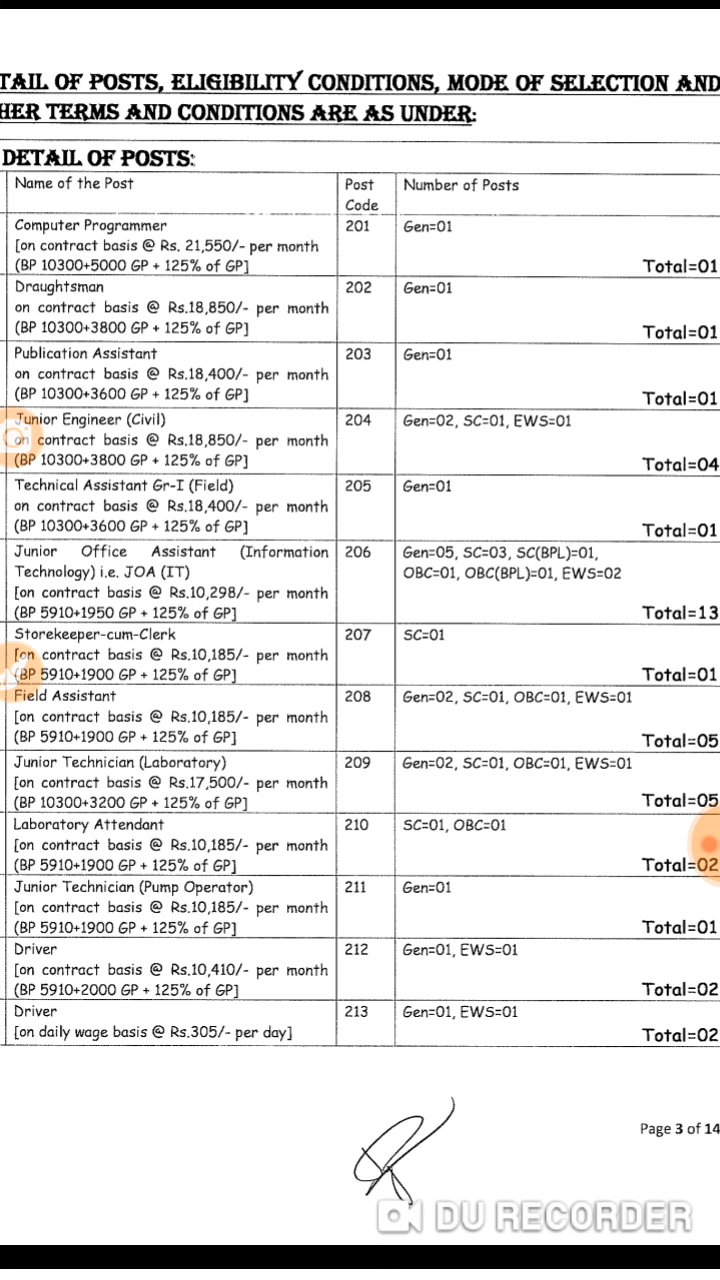 TAIL OF POSTS, ELIGIBILITY CONDITIONS, MODE OF SELECTION AND
HER TERMS AND CONDITIONS ARE AS UNDER:
DETAIL OF POSTS:
Name of the Post Post Code Number of Posts
Computer Programmer 201 Gen=01
[on contract basis @ Rs. 21,550/- per month
(BP 10300+5000 GP + 125% of GP] Total=01
Draughtsman 202 Gen=01
on contract basis @ Rs.18,850/- per month
(BP 10300+3800 GP + 125% of GP] Total=01
Publication Assistant 203 Gen=01
on contract basis @ Rs.18,400/- per month
(BP 10300+3600 GP + 125% of GP] Total=01
Junior Engineer (Civil) 204 Gen=02, SC=01, EWS=01
on contract basis @ Rs.18,850/- per month
(BP 10300+3800 GP + 125% of GP] Total=04
Technical Assistant Gr-I (Field) 205 Gen=01
on contract basis @ Rs.18,400/- per month
(BP 10300+3600 GP + 125% of GP] Total=01
Junior Office Assistant (Information 206 Gen=05, SC=03, SC(BPL)=01,
Technology) i.e. JOA (IT) OBC=01, OBC(BPL)=01, EWS=02
[on contract basis @ Rs.10,298/- per month
(BP 5910+1950 GP + 125% of GP] Total=13
Storekeeper-cum-Clerk 207 SC=01
[on contract basis @ Rs.10,185/- per month
(BP 5910+1900 GP + 125% of GP] Total=01
Field Assistant 208 Gen=02, SC=01, OBC=01, EWS=01
[on contract basis @ Rs.10,185/- per month
(BP 5910+1900 GP + 125% of GP] Total=05
Junior Technician (Laboratory) 209 Gen=02, SC=01, OBC=01, EWS=01
[on contract basis @ Rs.17,500/- per month
(BP 10300+3200 GP + 125% of GP] Total=05
Laboratory Attendant 210 SC=01, OBC=01
[on contract basis @ Rs.10,185/- per month
(BP 5910+1900 GP + 125% of GP] Total=02
Junior Technician (Pump Operator) 211 Gen=01
[on contract basis @ Rs.10,185/- per month
(BP 5910+1900 GP + 125% of GP] Total=01
Driver 212 Gen=01, EWS=01
[on contract basis @ Rs.10,410/- per month
(BP 5910+2000 GP + 125% of GP] Total=02
Driver 213 Gen=01, EWS=01
[on daily wage basis @ Rs.305/- per day] Total=02
Page 3 of 14
DU RECORDER